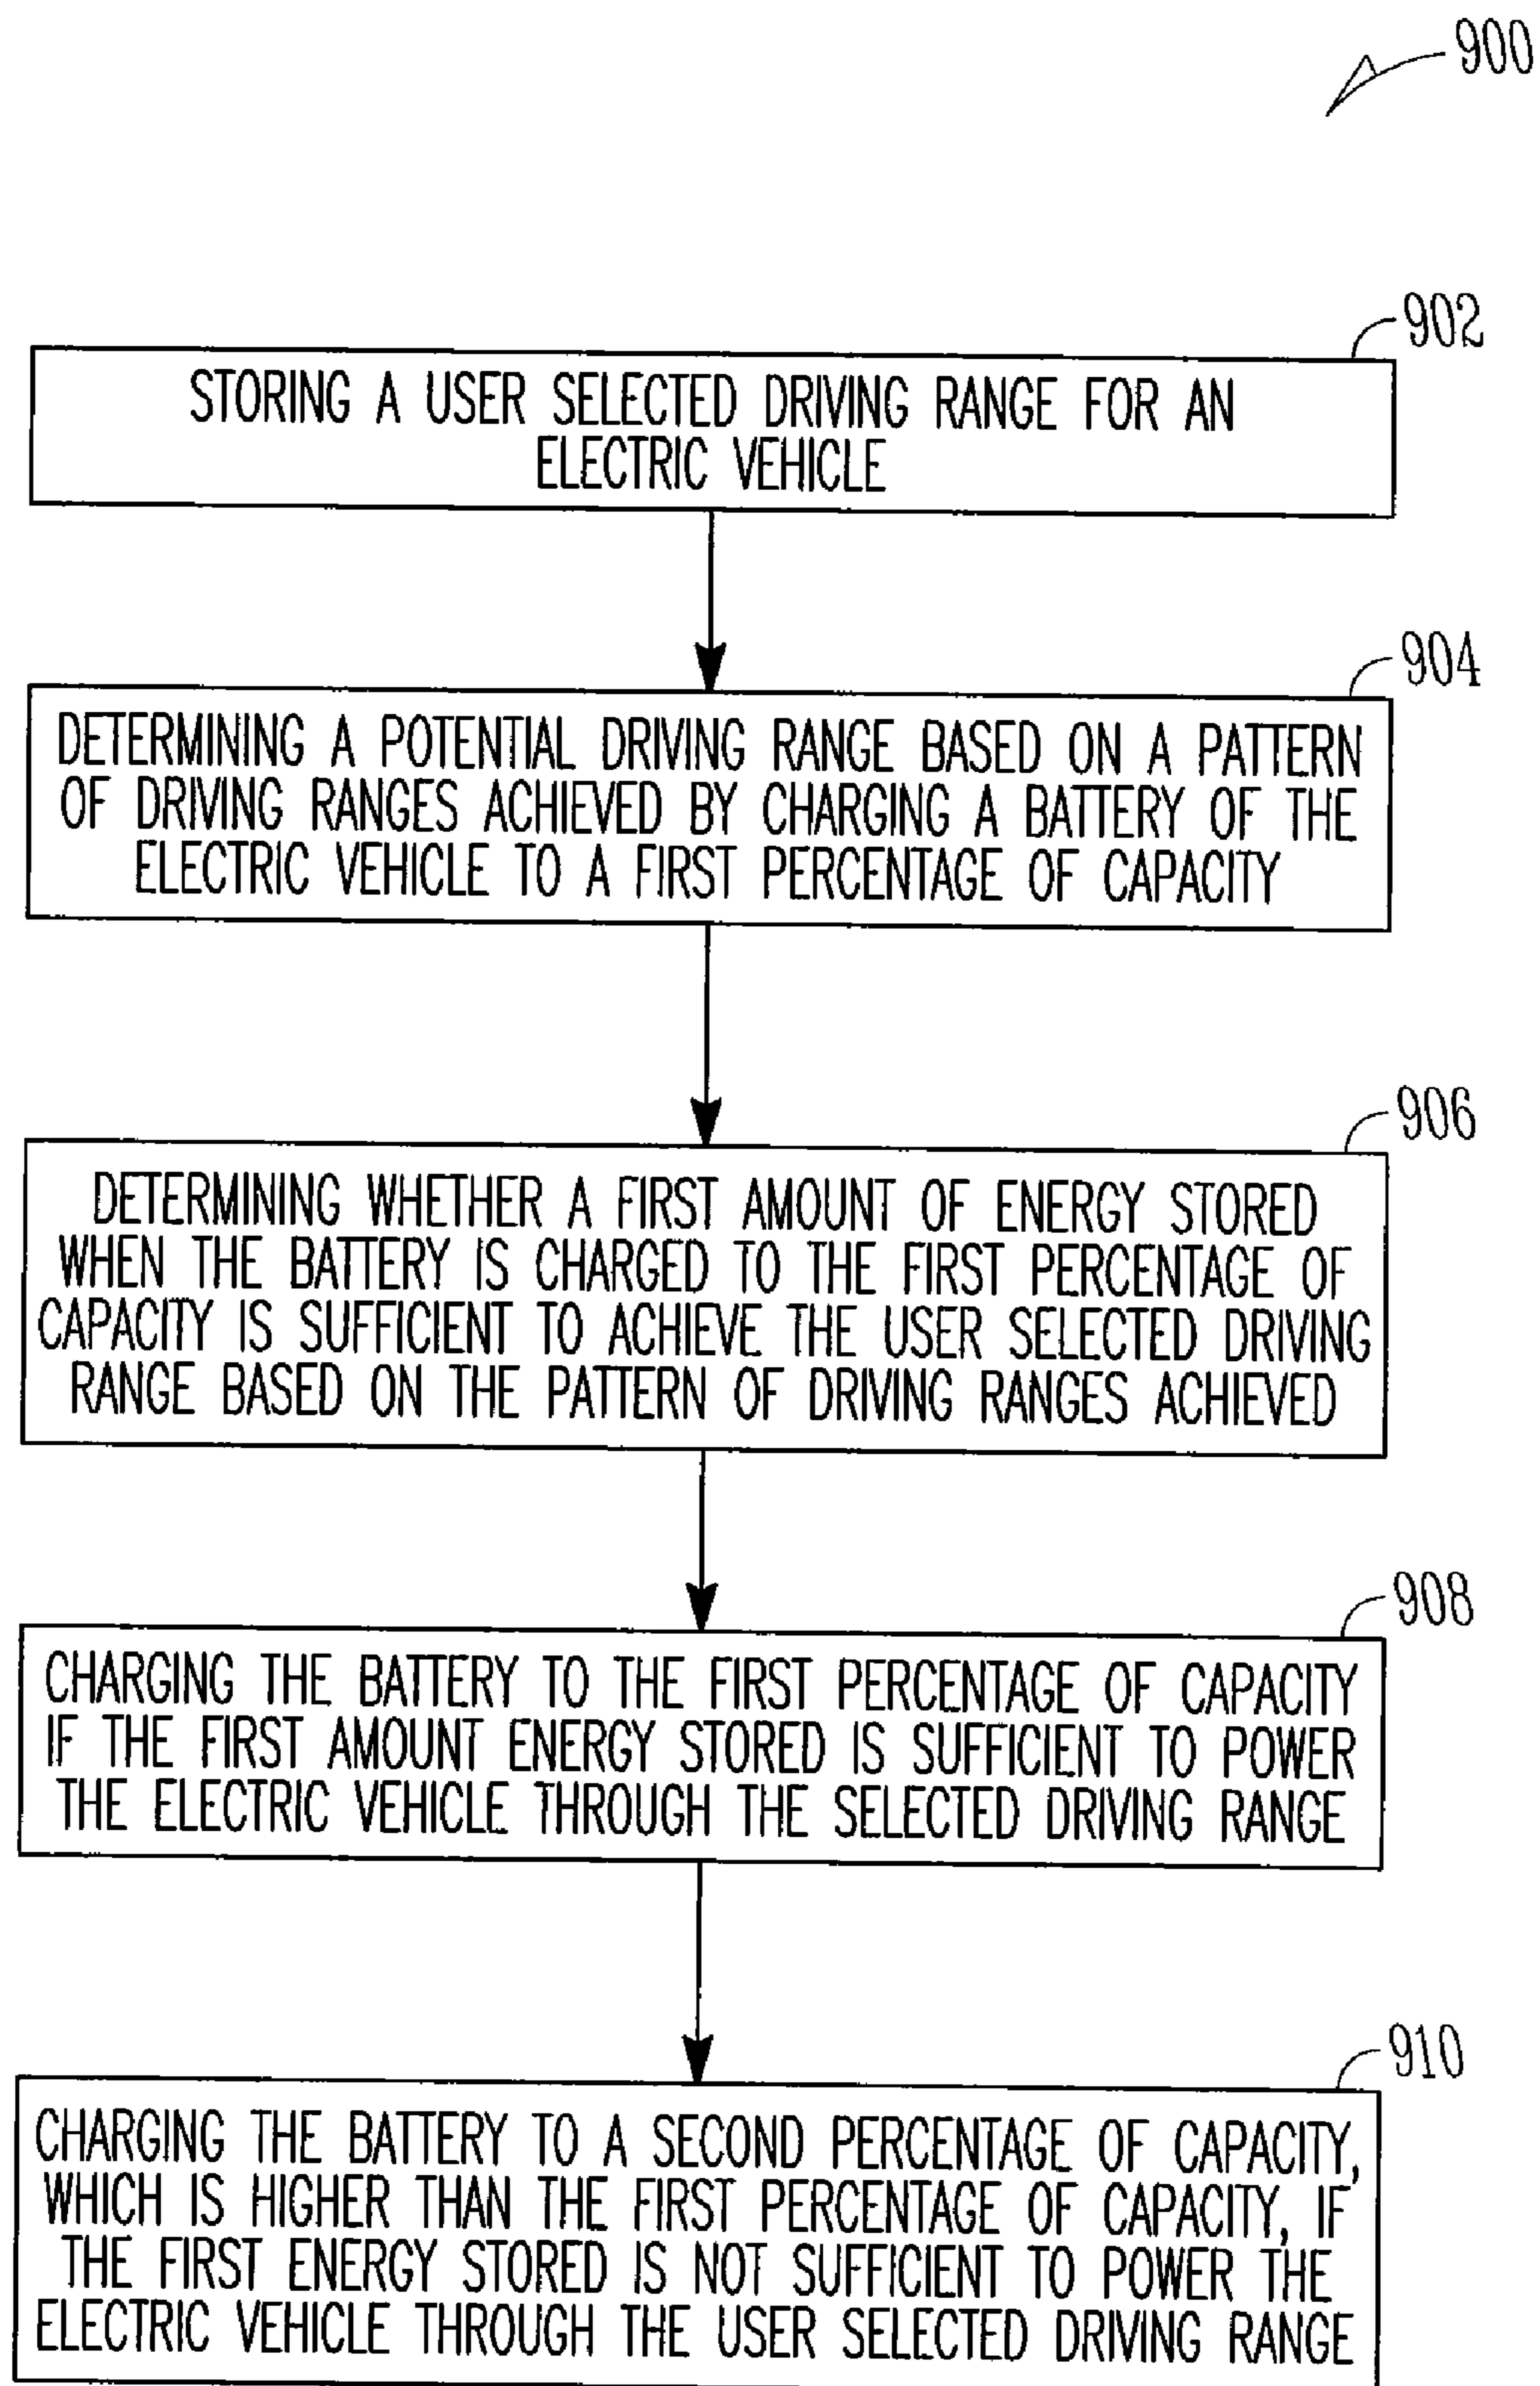 900
902
STORING A USER SELECTED DRIVING RANGE FOR AN
ELECTRIC VEHICLE
904
DETERMINING A POTENTIAL DRIVING RANGE BASED ON A PATTERN
OF DRIVING RANGES ACHIEVED BY CHARGING A BATTERY OF THE
ELECTRIC VEHICLE TO A FIRST PERCENTAGE OF CAPACITY
906
DETERMINING WHETHER A FIRST AMOUNT OF ENERGY STORED
WHEN THE BATTERY IS CHARGED TO THE FIRST PERCENTAGE OF
CAPACITY IS SUFFICIENT TO ACHIEVE THE USER SELECTED DRIVING
RANGE BASED ON THE PATTERN OF DRIVING RANGES ACHIEVED
908
CHARGING THE BATTERY TO THE FIRST PERCENTAGE OF CAPACITY
IF THE FIRST AMOUNT ENERGY STORED IS SUFFICIENT TO POWER
THE ELECTRIC VEHICLE THROUGH THE SELECTED DRIVING RANGE
910
CHARGING THE BATTERY TO A SECOND PERCENTAGE OF CAPACITY,
WHICH IS HIGHER THAN THE FIRST PERCENTAGE OF CAPACITY, IF
THE FIRST ENERGY STORED IS NOT SUFFICIENT TO POWER THE
ELECTRIC VEHICLE THROUGH THE USER SELECTED DRIVING RANGE